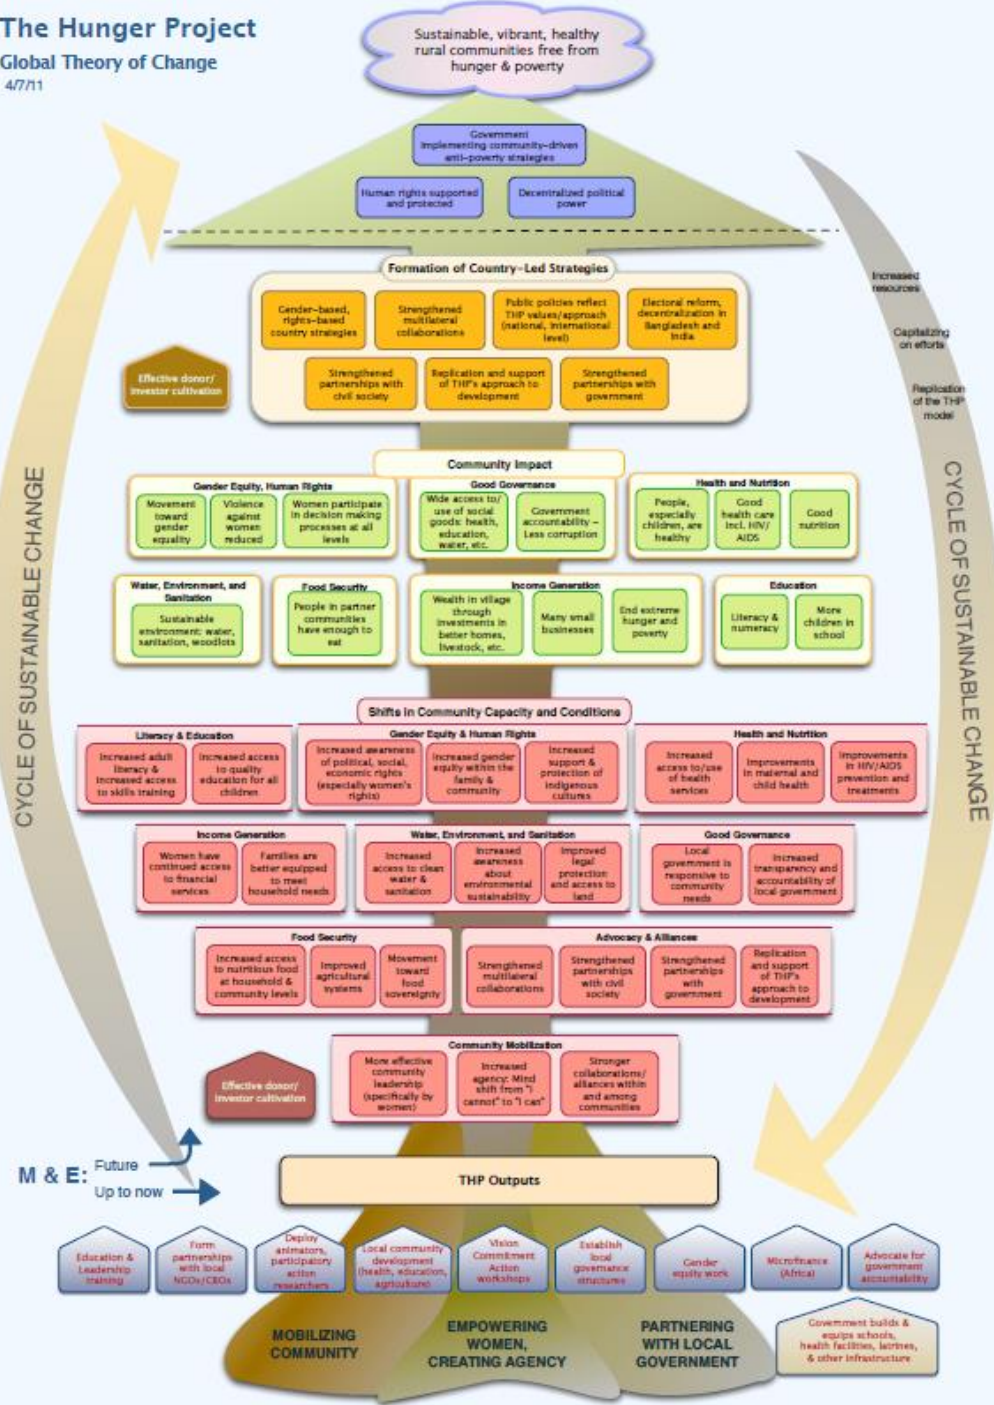 The Hunger Project
Global Theory of Change
4/7/11
Sustainable, vibrant, healthy
rural communities free from
hunger & poverty
Government
implementing community-driven
anti-poverty strategies
Human rights supported
and protected
Decentralized political
power
Formation of Country-Led Strategies
Gender-based,
rights-based
country strategies
Strengthened
multilateral
collaborations
Public policies reflect
THP values/approach
(national, international
level)
Electoral reform,
decentralization in
Bangladesh and
India
Strengthened
partnerships with
civil society
Replication and support
of THP's approach to
development
Strengthened
partnerships with
government
Effective donor/
investor cultivation
Increased
resources
Capitalizing
on efforts
Replication
of the THP
model
CYCLE OF SUSTAINABLE CHANGE
CYCLE OF SUSTAINABLE CHANGE
Community Impact
Gender Equity, Human Rights
Movement
toward
gender
equality
Violence
against
women
reduced
Women participate
in decision making
processes at all
levels
Good Governance
Wide access to/
use of social
goods: health,
education,
water, etc.
Government
accountability –
Less corruption
Health and Nutrition
People,
especially
children, are
healthy
Good
health care
incl. HIV/
AIDS
Good
nutrition
Water, Environment, and
Sanitation
Sustainable
environment: water,
sanitation, woodlots
Food Security
People in partner
communities
have enough to
eat
Income Generation
Wealth in village
through
investments in
better homes,
livestock, etc.
Many small
businesses
End extreme
hunger and
poverty
Education
Literacy &
numeracy
More
children in
school
Shifts in Community Capacity and Conditions
Literacy & Education
Increased adult
literacy &
increased access
to skills training
Increased access
to quality
education for all
children
Gender Equity & Human Rights
Increased awareness
of political, social,
economic rights
(especially women's
rights)
Increased gender
equity within the
family &
community
Increased
support &
protection of
indigenous
cultures
Health and Nutrition
Increased
access to/use
of health
services
Improvements
in maternal and
child health
Improvements
in HIV/AIDS
prevention and
treatments
Income Generation
Women have
continued access
to financial
services
Families are
better equipped
to meet
household needs
Water, Environment, and Sanitation
Increased
access to clean
water &
sanitation
Increased
awareness
about
environmental
sustainability
Improved
legal
protection
and access to
land
Good Governance
Local
government is
responsive to
community
needs
Increased
transparency and
accountability of
local government
Food Security
Increased access
to nutritious food
at household &
community levels
Improved
agricultural
systems
Movement
toward
food
sovereignty
Advocacy & Alliances
Strengthened
multilateral
collaborations
Strengthened
partnerships
with civil
society
Strengthened
partnerships
with
government
Replication
and support
of THP's
approach to
development
Community Mobilization
More effective
community
leadership
(specifically by
women)
Increased
agency: Mind
shift from "I
cannot" to "I can"
Stronger
collaborations/
alliances within
and among
communities
Effective donor/
investor cultivation
M & E:
Future
Up to now
THP Outputs
Education &
Leadership
training
Form
partnerships
with local
NGOs/CBOs
Deploy
animators,
participatory
action
researchers
Local community
development
(health, education,
agriculture)
Vision
Commitment
Action
workshops
Establish
local
governance
structures
Gender
equity work
Microfinance
(Africa)
Advocate for
government
accountability
MOBILIZING
COMMUNITY
EMPOWERING
WOMEN,
CREATING AGENCY
PARTNERING
WITH LOCAL
GOVERNMENT
Government builds &
equips schools,
health facilities, latrines,
& other infrastructure